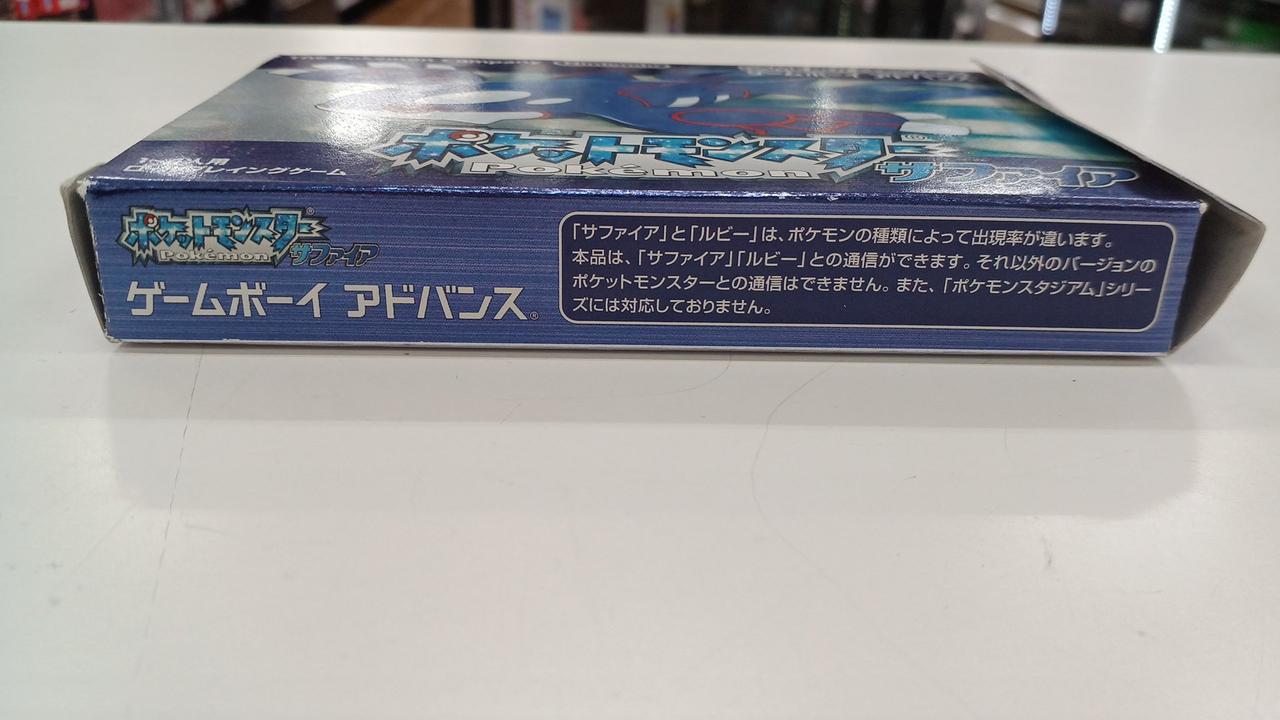 ポケットモンスター
Pokémon
サファイア
レイングゲーム
ポケットモンスター®
Pokémon サファイア
ゲームボーイ アドバンス®
「サファイア」と「ルビー」は、ポケモンの種類によって出現率が違います。
本品は、「サファイア」「ルビー」との通信ができます。それ以外のバージョンの
ポケットモンスターとの通信はできません。また、「ポケモンスタジアム」シリー
ズには対応しておりません。